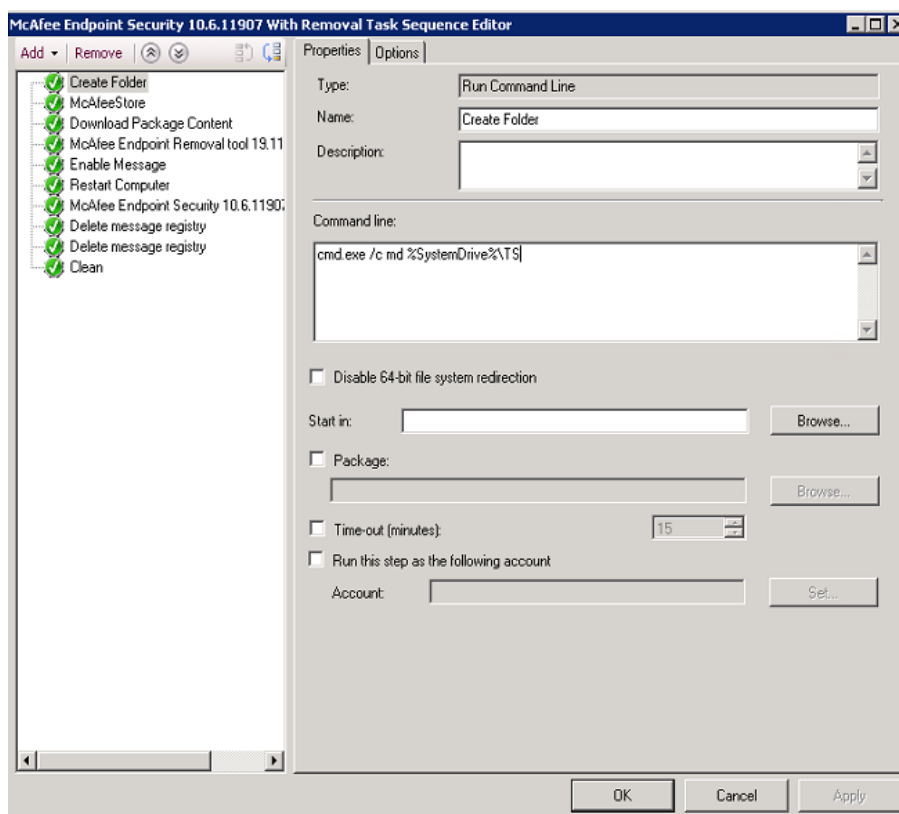 McAfee Endpoint Security 10.6.11907 With Removal Task Sequence Editor
Add Remove
Properties Options
Create Folder
McAfeeStore
Download Package Content
McAfee Endpoint Removal tool 19.11
Enable Message
Restart Computer
McAfee Endpoint Security 10.6.11907
Delete message registry
Delete message registry
Clean
Type: Run Command Line
Name: Create Folder
Description:
Command line:
cmd.exe /c md %SystemDrive%\TS
Disable 64-bit file system redirection
Start in: Browse...
Package:
Browse...
Time-out (minutes): 15
Run this step as the following account
Account: Set...
OK Cancel Apply